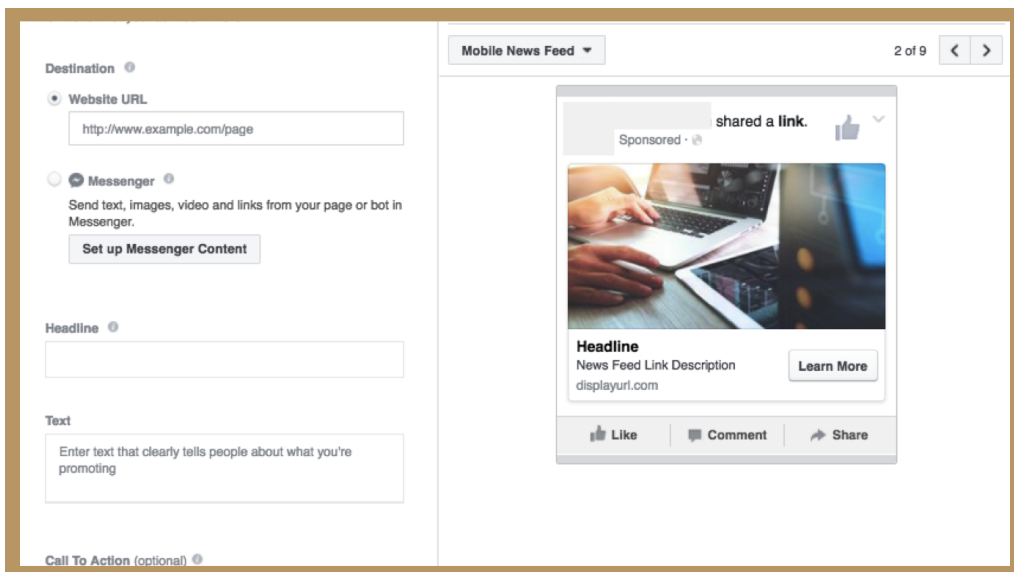 Destination
Website URL
http://www.example.com/page
Messenger
Send text, images, video and links from your page or bot in
Messenger.
Set up Messenger Content
Headline
Text
Enter text that clearly tells people about what you're
promoting
Call To Action (optional)
Mobile News Feed
2 of 9
shared a link.
Sponsored ·
Headline
News Feed Link Description
displayurl.com
Learn More
Like
Comment
Share